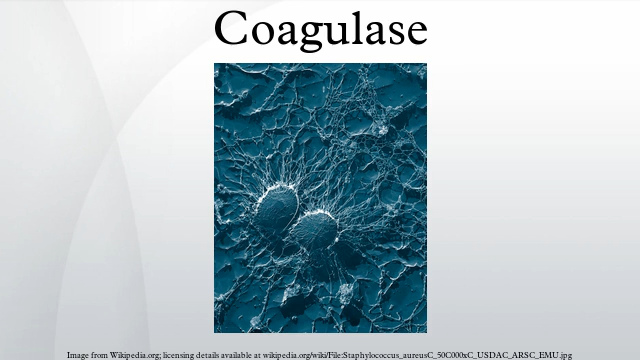 Coagulase
Image from Wikipedia.org; licensing details available at wikipedia.org/wiki/File:Staphylococcus_aureusC_50C000xC_USDAC_ARSC_EMU.jpg